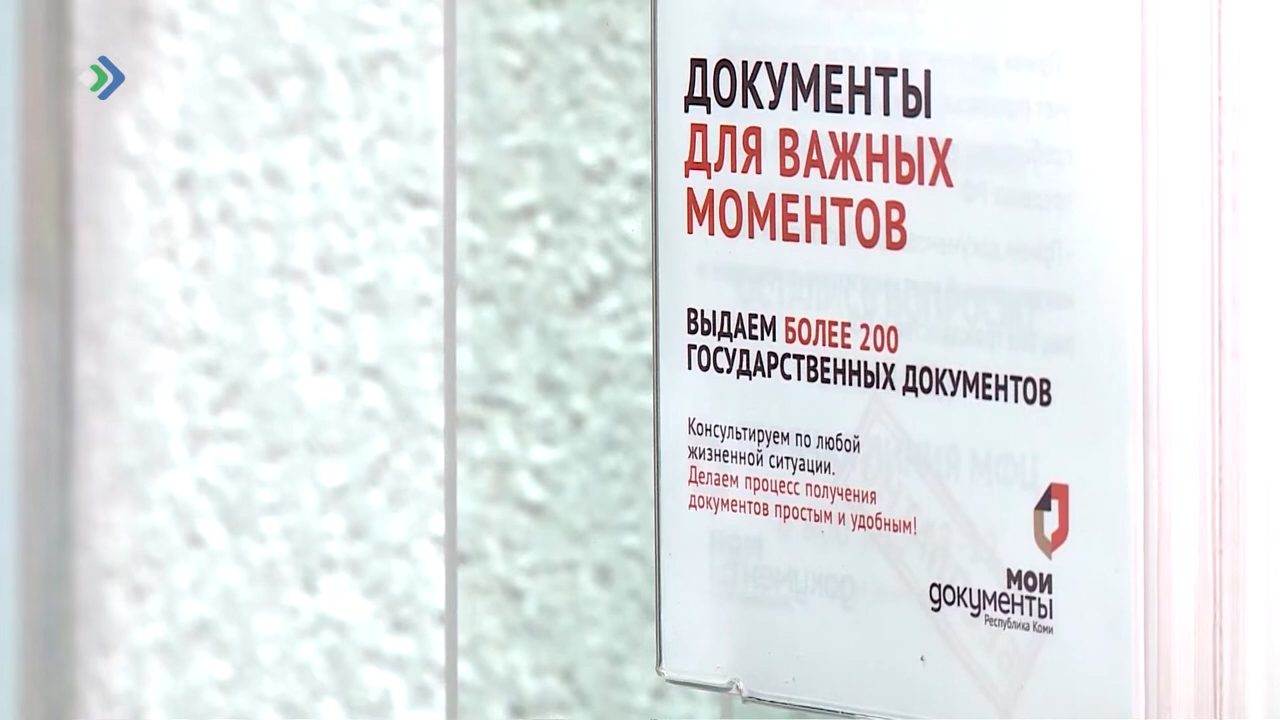 ДОКУМЕНТЫ
ДЛЯ ВАЖНЫХ
МОМЕНТОВ
ВЫДАЕМ БОЛЕЕ 200
ГОСУДАРСТВЕННЫХ ДОКУМЕНТОВ
Консультируем по любой
жизненной ситуации.
Делаем процесс получения
документов простым и удобным!
мои
документы
Республика Коми